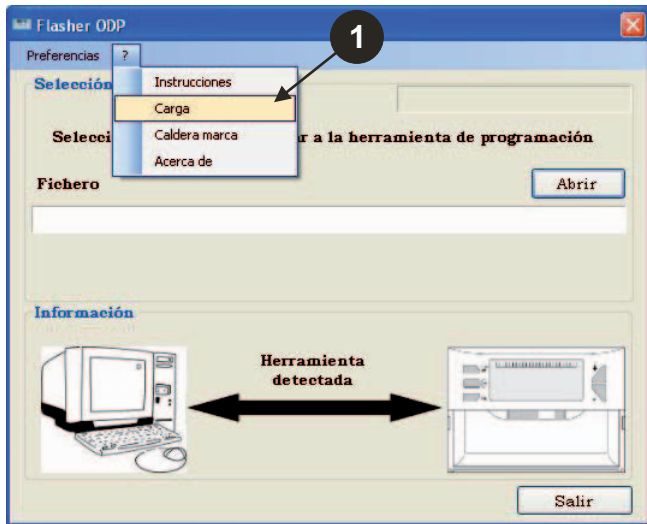 Flasher ODP
1
Preferencias ?
Selección
Instrucciones
Carga
Caldera marca
Acerca de
Selecci r a la herramienta de programación
Fichero
Abrir
Información
Herramienta
detectada
Salir